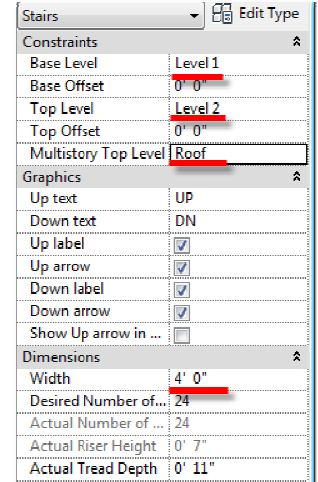 Stairs Edit Type
Constraints
Base Level Level 1
Base Offset 0' 0"
Top Level Level 2
Top Offset 0' 0"
Multistory Top Level Roof
Graphics
Up text UP
Down text DN
Up label
Up arrow
Down label
Down arrow
Show Up arrow in ...
Dimensions
Width 4' 0"
Desired Number of... 24
Actual Number of ... 24
Actual Riser Height 0' 7"
Actual Tread Depth 0' 11"